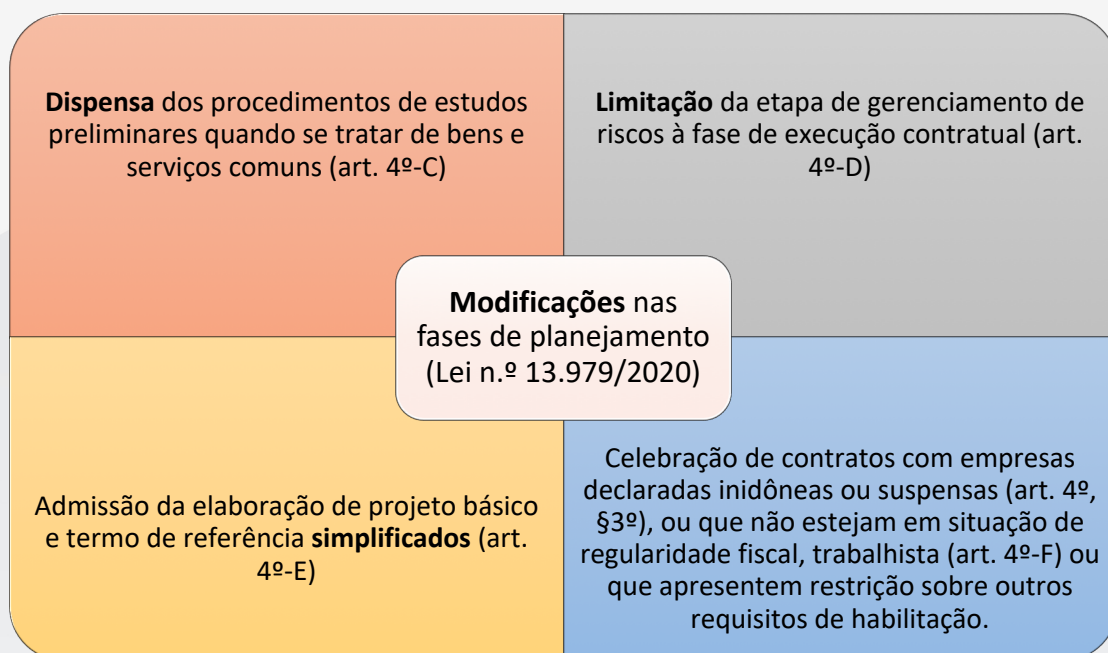 Dispensa dos procedimentos de estudos
preliminares quando se tratar de bens e
serviços comuns (art. 4º-C)
Limitação da etapa de gerenciamento de
riscos à fase de execução contratual (art.
4º-D)
Modificações nas
fases de planejamento
(Lei n.º 13.979/2020)
Admissão da elaboração de projeto básico
e termo de referência simplificados (art.
4º-E)
Celebração de contratos com empresas
declaradas inidôneas ou suspensas (art. 4º,
§3º), ou que não estejam em situação de
regularidade fiscal, trabalhista (art. 4º-F) ou
que apresentem restrição sobre outros
requisitos de habilitação.